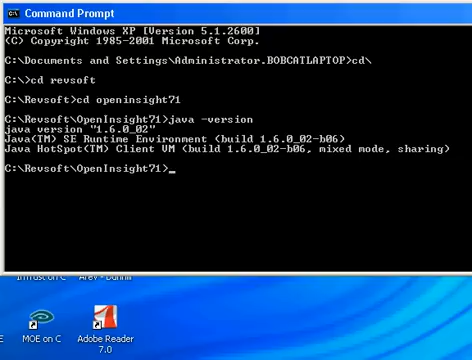 Command Prompt
Microsoft Windows XP [Version 5.1.2600]
(C) Copyright 1985-2001 Microsoft Corp.
C:\Documents and Settings\Administrator.BOBCATLAPTOP>cd\
C:\>cd revsoft
C:\Revsoft>cd openinsight71
C:\Revsoft\OpenInsight71>java -version
java version "1.6.0_02"
Java(TM) SE Runtime Environment (build 1.6.0_02-b06)
Java HotSpot(TM) Client VM (build 1.6.0_02-b06, mixed mode, sharing)
C:\Revsoft\OpenInsight71>_
MOE on C
Adobe Reader
7.0